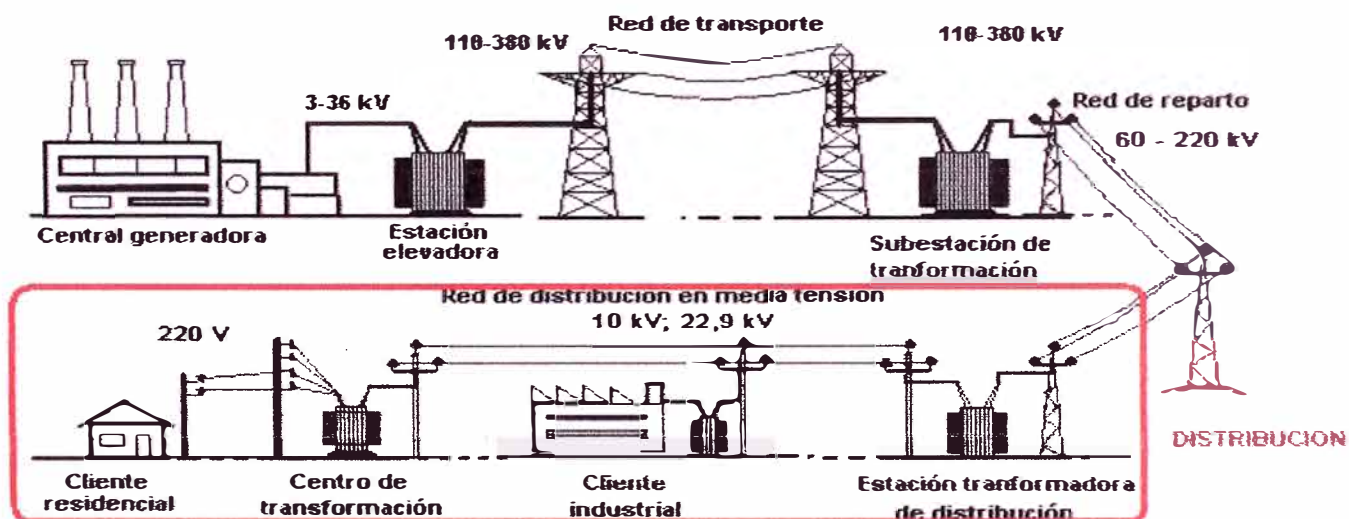 Red de transporte
110-380 kV
110-380 kV
3-36 kV
Red de reparto
60 - 220 kV
Central generadora
Estación
elevadora
Subestación de
tranformación
Red de distribucion en media tension
10 kV; 22,9 kV
220 V
DISTRIBUCION
Cliente
residencial
Centro de
transformación
Cliente
industrial
Estación tranformadora
de distribución